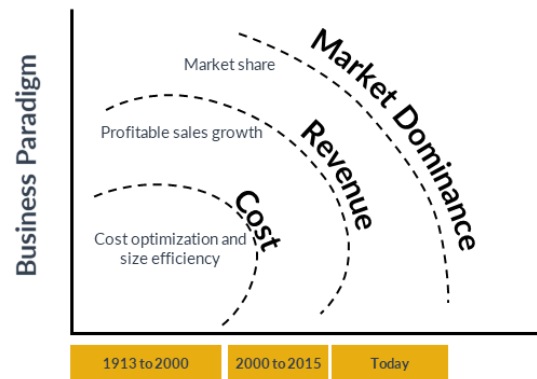 Business Paradigm
Market Dominance
Market share
Revenue
Profitable sales growth
Cost
Cost optimization and
size efficiency
1913 to 2000
2000 to 2015
Today